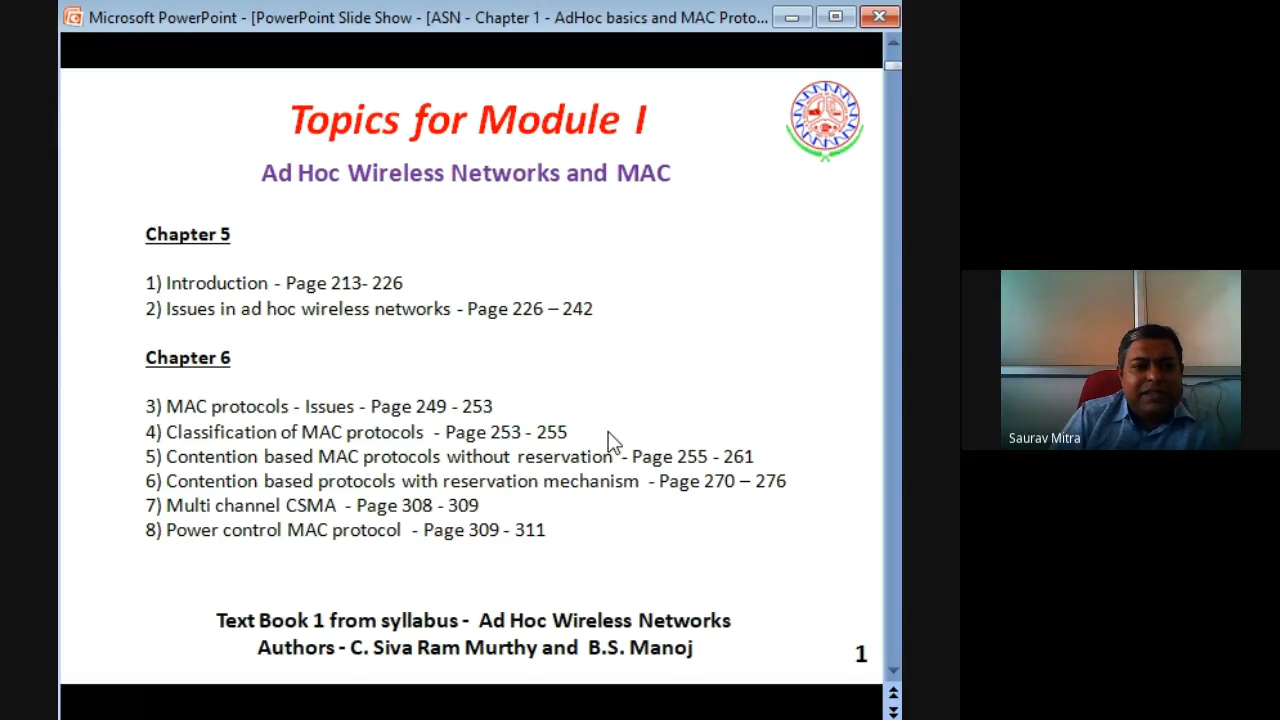 Microsoft PowerPoint - [PowerPoint Slide Show - [ASN - Chapter 1 - AdHoc basics and MAC Proto...
Topics for Module I
Ad Hoc Wireless Networks and MAC
Chapter 5
1) Introduction - Page 213- 226
2) Issues in ad hoc wireless networks - Page 226 – 242
Chapter 6
3) MAC protocols - Issues - Page 249 - 253
4) Classification of MAC protocols - Page 253 - 255
5) Contention based MAC protocols without reservation - Page 255 - 261
6) Contention based protocols with reservation mechanism - Page 270 – 276
7) Multi channel CSMA - Page 308 - 309
8) Power control MAC protocol - Page 309 - 311
Text Book 1 from syllabus - Ad Hoc Wireless Networks
Authors - C. Siva Ram Murthy and B.S. Manoj
1
Saurav Mitra